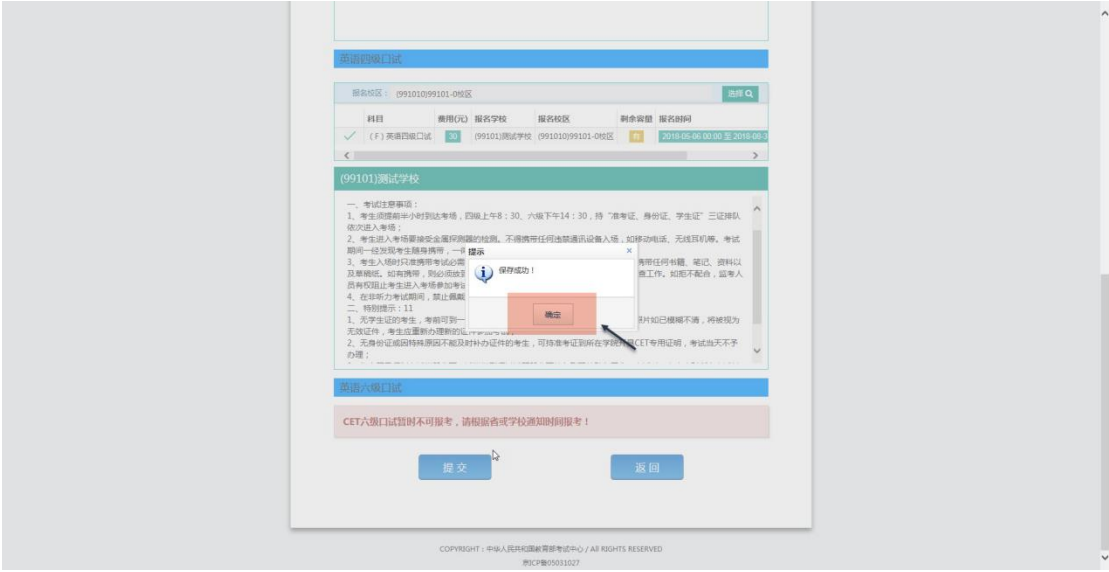 英语四级口试
报名校区： (991010)99101-0校区 选择
科目 费用(元) 报名学校 报名校区 剩余容量 报名时间
（F）英语四级口试 30 (99101)测试学校 (991010)99101-0校区 有
(99101)测试学校
一、考试注意事项：
1、考生须提前半小时到达考场，四级上午8：30、六级下午14：30，持“准考证、身份证、学生证”三证排队
依次进入考场；
2、考生进入考场要接受金属探测器的检测。不得携带任何违禁通讯设备入场，如移动电话、无线耳机等。考试
期间一经发现考生随身携带，一
3、考生入场时只准携带考试必需 携带任何书籍、笔记、资料以
及草稿纸。如有携带，则必须放到 查工作。如拒不配合，监考人
员有权阻止考生进入考场参加考试
4、在非听力考试期间，禁止佩戴
二、特别提示：11
1、无学生证的考生，考前可到一 照片如已模糊不清，将被视为
无效证件，考生应重新办理新的证件
2、无身份证或因特殊原因不能及时补办证件的考生，可持准考证到所在学院 CET专用证明，考试当天不予
办理；
提示
保存成功！
确定
英语六级口试
CET六级口试暂时不可报考，请根据省或学校通知时间报考！
提 交 返 回
COPYRIGHT：中华人民共和国教育部考试中心 / All RIGHTS RESERVED
京ICP备05031027